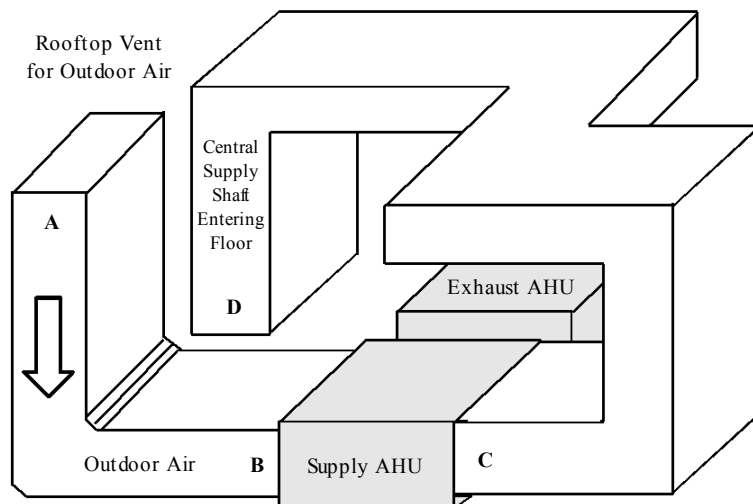 Rooftop Vent
for Outdoor Air
A
Central
Supply
Shaft
Entering
Floor
D
Exhaust AHU
Outdoor Air
B
Supply AHU
C